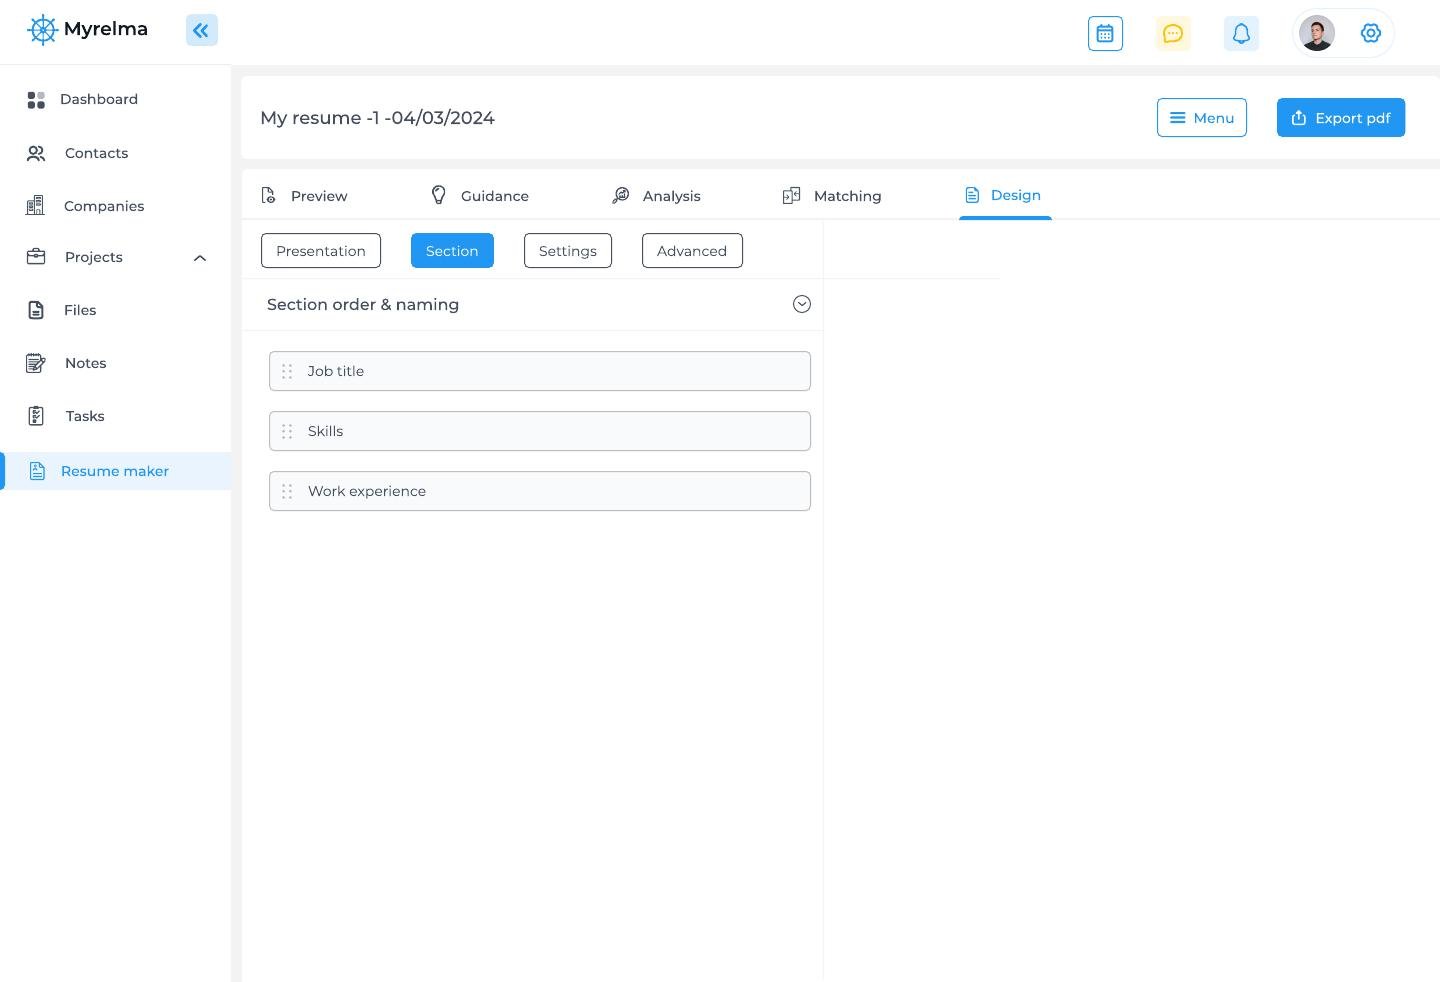 Myrelma
Dashboard
Contacts
Companies
Projects
Files
Notes
Tasks
Resume maker
My resume -1 -04/03/2024
Menu
Export pdf
Preview
Guidance
Analysis
Matching
Design
Presentation
Section
Settings
Advanced
Section order & naming
Job title
Skills
Work experience